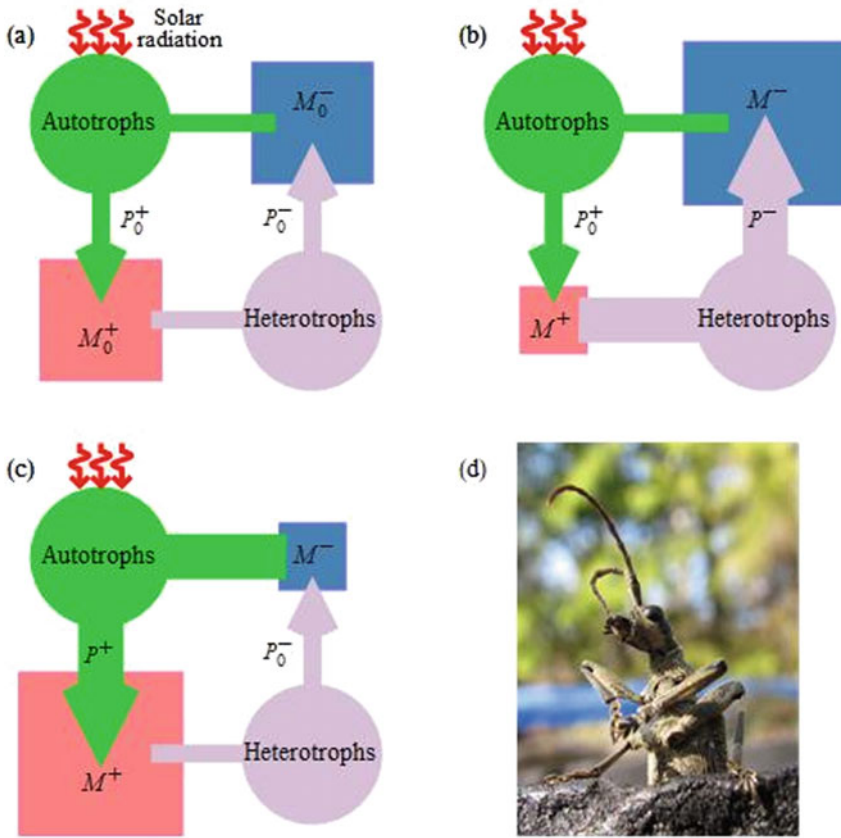 (a)
Solar
radiation
Autotrophs
M₀⁻
P₀⁺
P₀⁻
M₀⁺
Heterotrophs
(b)
Autotrophs
M⁻
P₀⁺
P⁻
M⁺
Heterotrophs
(c)
Autotrophs
M⁻
P⁺
P₀⁻
M⁺
Heterotrophs
(d)